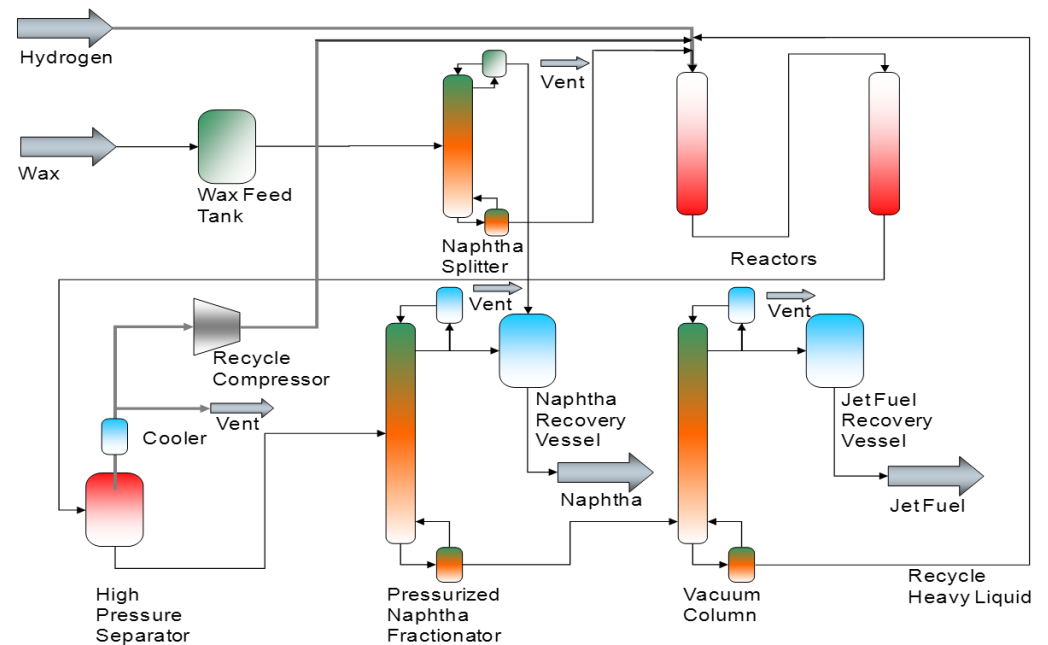 Hydrogen
Vent
Wax
Wax Feed
Tank
Naphtha
Splitter
Reactors
Vent
Vent
Recycle
Compressor
Vent
Cooler
Naphtha
Recovery
Vessel
Jet Fuel
Recovery
Vessel
Naphtha
Jet Fuel
High
Pressure
Separator
Pressurized
Naphtha
Fractionator
Vacuum
Column
Recycle
Heavy Liquid